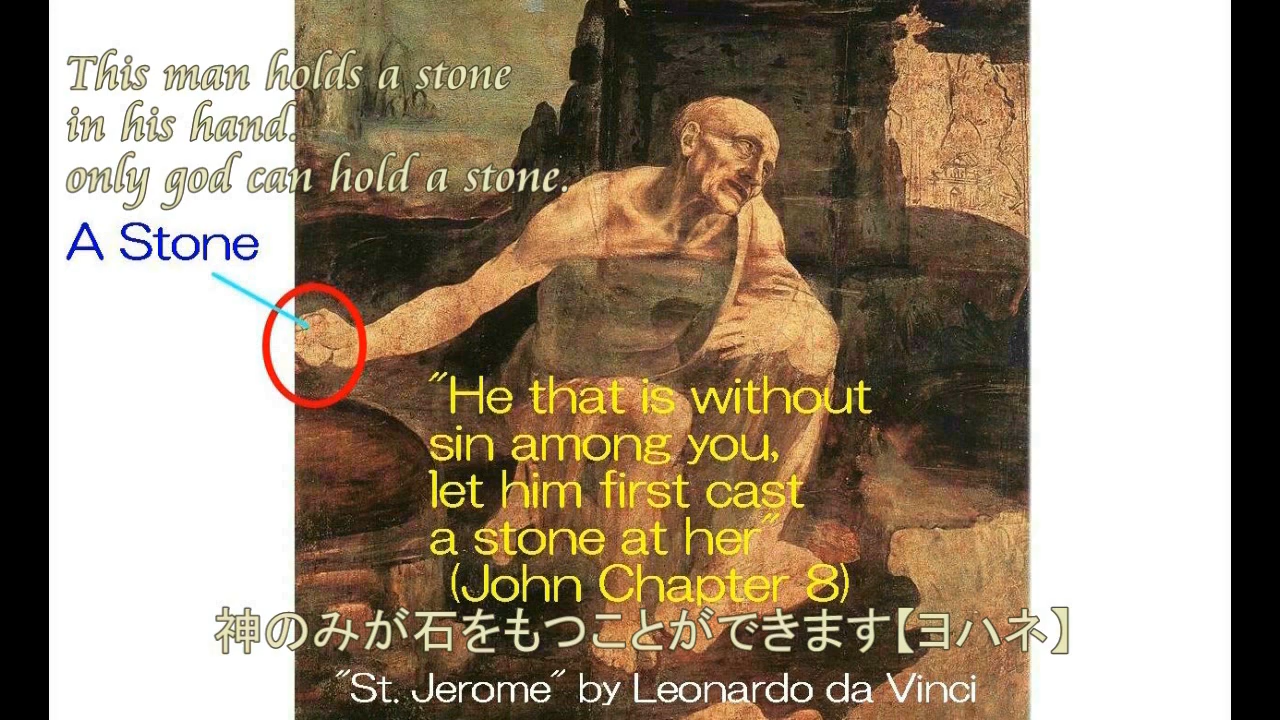 This man holds a stone
in his hand.
only god can hold a stone.
A Stone
"He that is without
sin among you,
let him first cast
a stone at her"
(John Chapter 8)
神のみが石をもつことができます【ヨハネ】
"St. Jerome" by Leonardo da Vinci